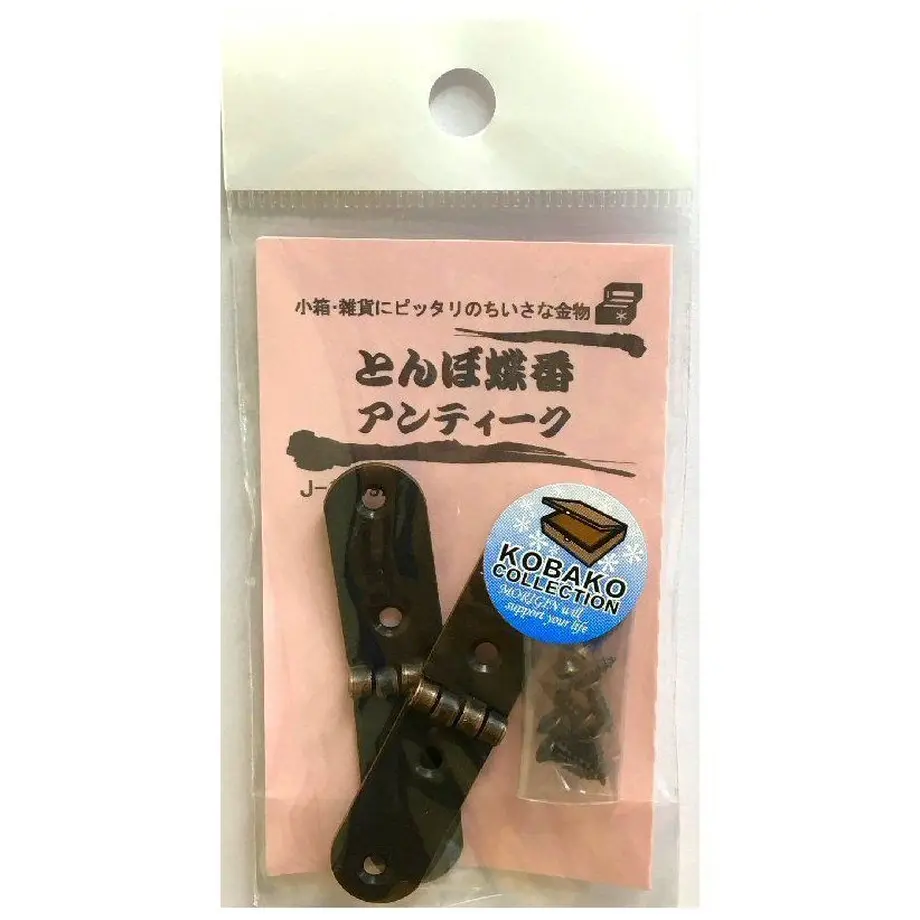 小箱・雑貨にピッタリのちいさな金物
とんぼ蝶番
アンティーク
KOBAKO
COLLECTION
MORIGIN will
support your life